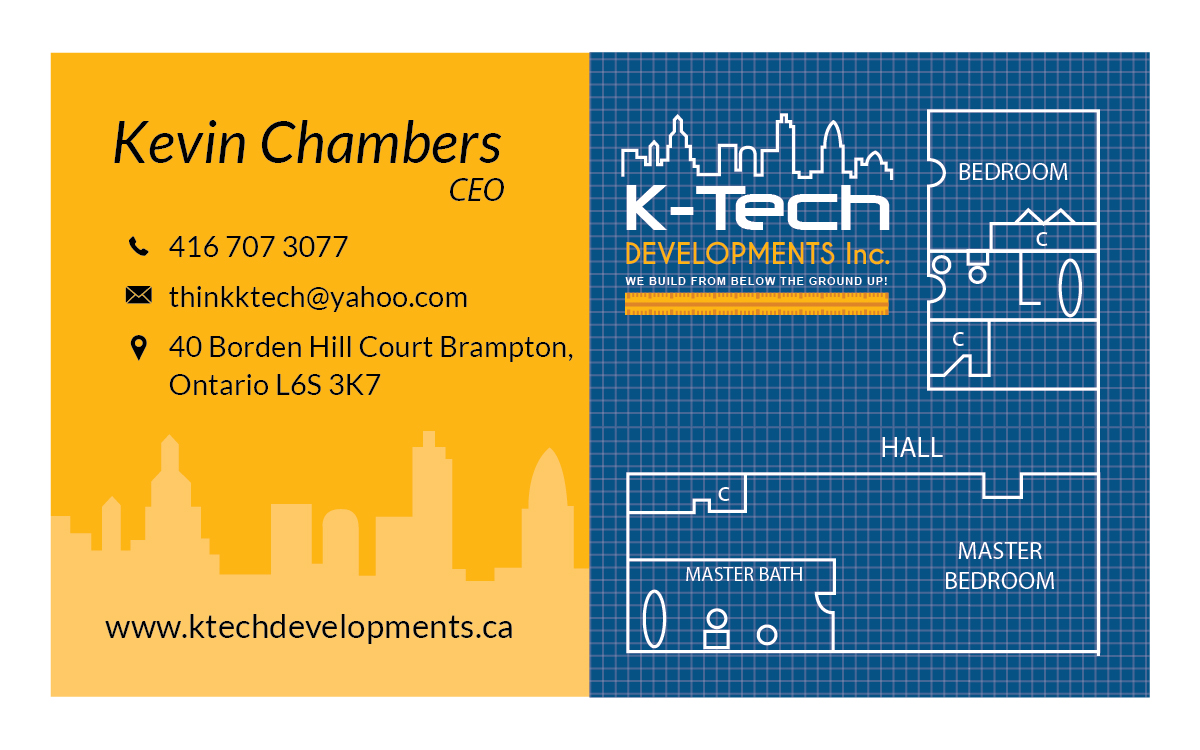 Kevin Chambers
CEO
416 707 3077
thinkktech@yahoo.com
40 Borden Hill Court Brampton,
Ontario L6S 3K7
www.ktechdevelopments.ca
K-Tech
DEVELOPMENTS Inc.
WE BUILD FROM BELOW THE GROUND UP!
BEDROOM
C
C
HALL
C
MASTER
BEDROOM
MASTER BATH